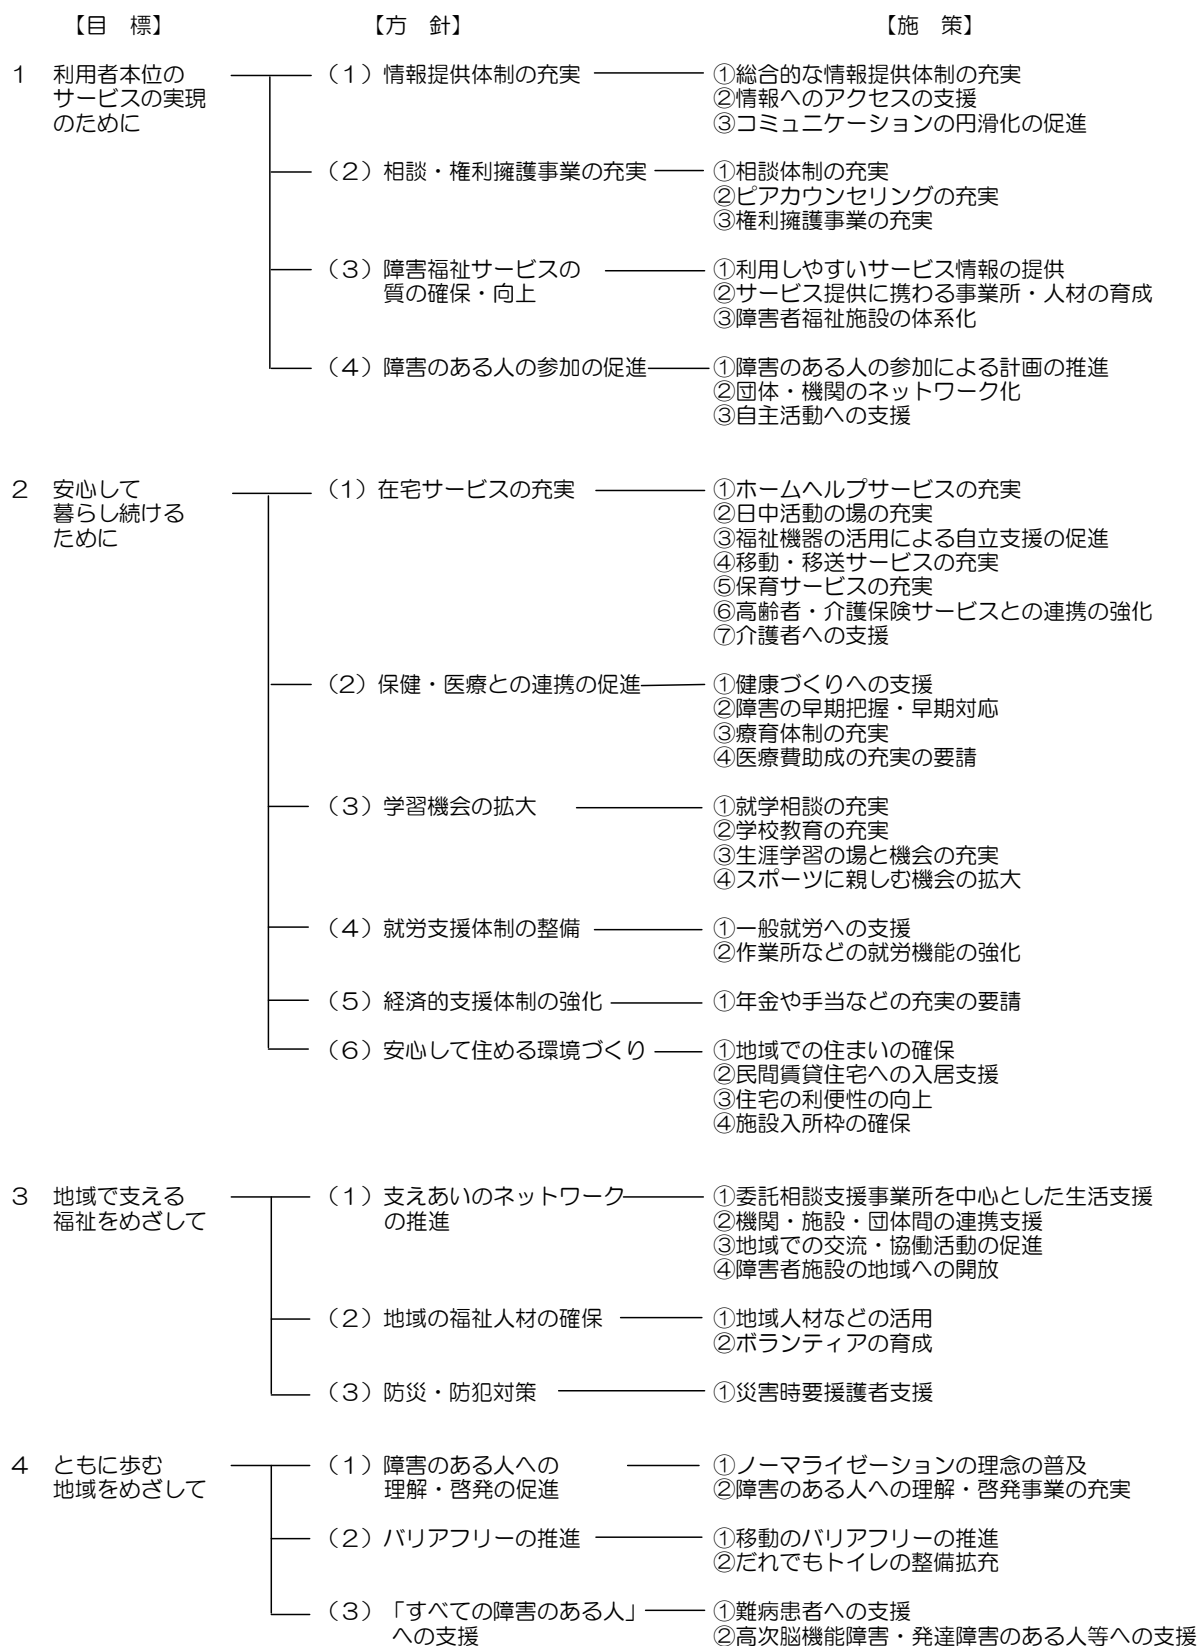 【目　標】　【方　針】　【施　策】
１　利用者本位の　（１）情報提供体制の充実　①総合的な情報提供体制の充実
サービスの実現　②情報へのアクセスの支援
のために　③コミュニケーションの円滑化の促進
（２）相談・権利擁護事業の充実　①相談体制の充実
②ピアカウンセリングの充実
③権利擁護事業の充実
（３）障害福祉サービスの　①利用しやすいサービス情報の提供
質の確保・向上　②サービス提供に携わる事業所・人材の育成
③障害者福祉施設の体系化
（４）障害のある人の参加の促進　①障害のある人の参加による計画の推進
②団体・機関のネットワーク化
③自主活動への支援
２　安心して　（１）在宅サービスの充実　①ホームヘルプサービスの充実
暮らし続ける　②日中活動の場の充実
ために　③福祉機器の活用による自立支援の促進
④移動・移送サービスの充実
⑤保育サービスの充実
⑥高齢者・介護保険サービスとの連携の強化
⑦介護者への支援
（２）保健・医療との連携の促進　①健康づくりへの支援
②障害の早期把握・早期対応
③療育体制の充実
④医療費助成の充実の要請
（３）学習機会の拡大　①就学相談の充実
②学校教育の充実
③生涯学習の場と機会の充実
④スポーツに親しむ機会の拡大
（４）就労支援体制の整備　①一般就労への支援
②作業所などの就労機能の強化
（５）経済的支援体制の強化　①年金や手当などの充実の要請
（６）安心して住める環境づくり　①地域での住まいの確保
②民間賃貸住宅への入居支援
③住宅の利便性の向上
④施設入所枠の確保
３　地域で支える　（１）支えあいのネットワーク　①委託相談支援事業所を中心とした生活支援
福祉をめざして　の推進　②機関・施設・団体間の連携支援
③地域での交流・協働活動の促進
④障害者施設の地域への開放
（２）地域の福祉人材の確保　①地域人材などの活用
②ボランティアの育成
（３）防災・防犯対策　①災害時要援護者支援
４　ともに歩む　（１）障害のある人への　①ノーマライゼーションの理念の普及
地域をめざして　理解・啓発の促進　②障害のある人への理解・啓発事業の充実
（２）バリアフリーの推進　①移動のバリアフリーの推進
②だれでもトイレの整備拡充
（３）「すべての障害のある人」　①難病患者への支援
への支援　②高次脳機能障害・発達障害のある人等への支援